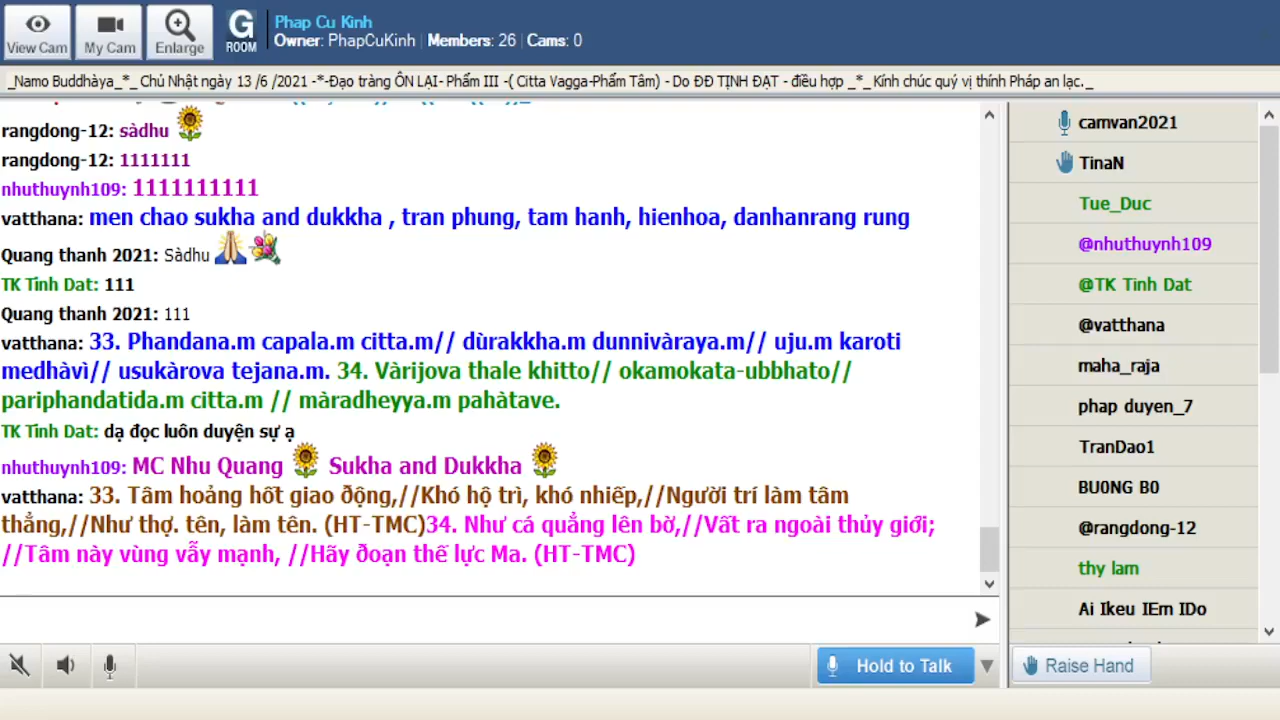 View Cam
My Cam
Enlarge
G
ROOM
Phap Cu Kinh
Owner: PhapCuKinh | Members: 26 | Cams: 0
_Namo Buddhàya_*_ Chủ Nhật ngày 13 /6 /2021 -*-Đạo tràng ÔN LẠI- Phẩm III -( Citta Vagga-Phẩm Tâm) - Do ĐĐ TỊNH ĐẠT - điều hợp _*_Kính chúc quý vị thính Pháp an lạc._
rangdong-12: sàdhu
rangdong-12: 1111111
nhuthuynh109: 1111111111
vatthana: men chao sukha and dukkha , tran phung, tam hanh, hienhoa, danhanrang rung
Quang thanh 2021: Sàdhu
TK Tinh Dat: 111
Quang thanh 2021: 111
vatthana: 33. Phandana.m capala.m citta.m// dùrakkha.m dunnivàraya.m// uju.m karoti
medhàvì// usukàrova tejana.m. 34. Vàrijova thale khitto// okamokata-ubbhato//
pariphandatida.m citta.m // màradheyya.m pahàtave.
TK Tinh Dat: dạ đọc luôn duyện sự ạ
nhuthuynh109: MC Nhu Quang Sukha and Dukkha
vatthana: 33. Tâm hoảng hốt giao ðộng,//Khó hộ trì, khó nhiếp,//Người trí làm tâm
thẳng,//Như thợ. tên, làm tên. (HT-TMC)34. Như cá quẳng lên bờ,//Vất ra ngoài thủy giới;
//Tâm này vùng vẫy mạnh, //Hãy ðoạn thế lực Ma. (HT-TMC)
Hold to Talk
camvan2021
TinaN
Tue_Duc
@nhuthuynh109
@TK Tinh Dat
@vatthana
maha_raja
phap duyen_7
TranDao1
BU0NG B0
@rangdong-12
thy lam
Ai Ikeu IEm IDo
Raise Hand